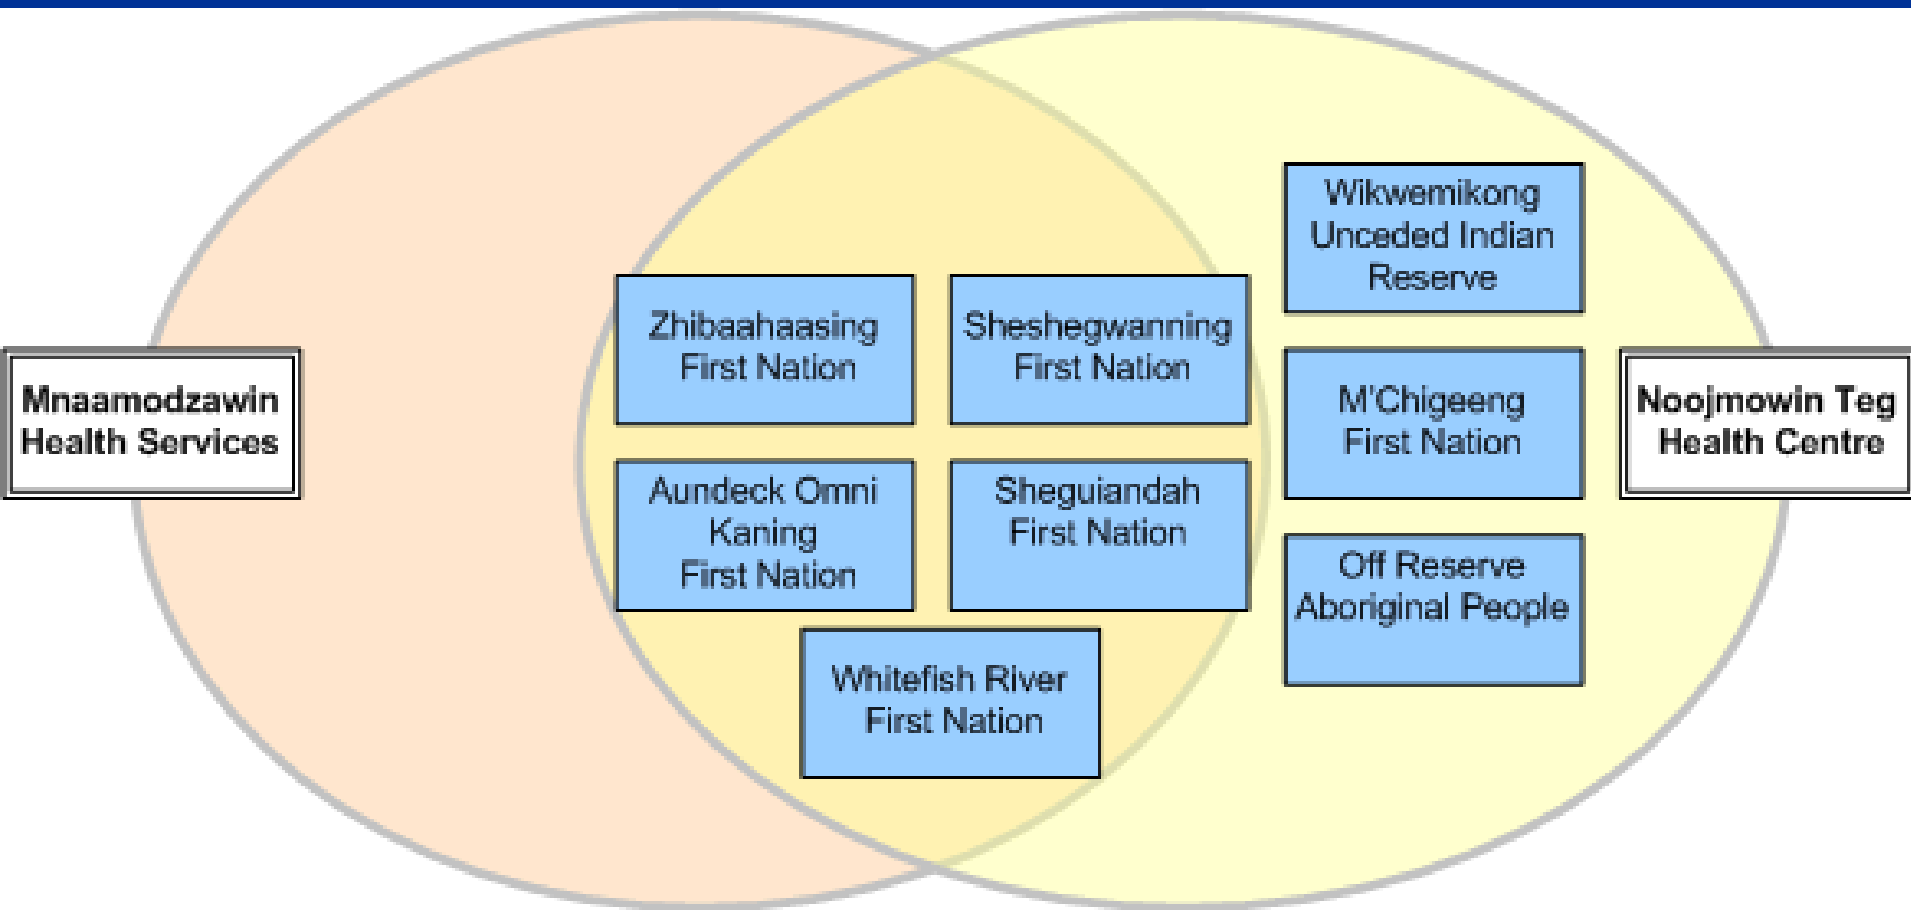 Mnaamodzawin
Health Services
Zhibaahaasing
First Nation
Sheshegwanning
First Nation
Aundeck Omni
Kaning
First Nation
Sheguiandah
First Nation
Whitefish River
First Nation
Wikwemikong
Unceded Indian
Reserve
M'Chigeeng
First Nation
Off Reserve
Aboriginal People
Noojmowin Teg
Health Centre